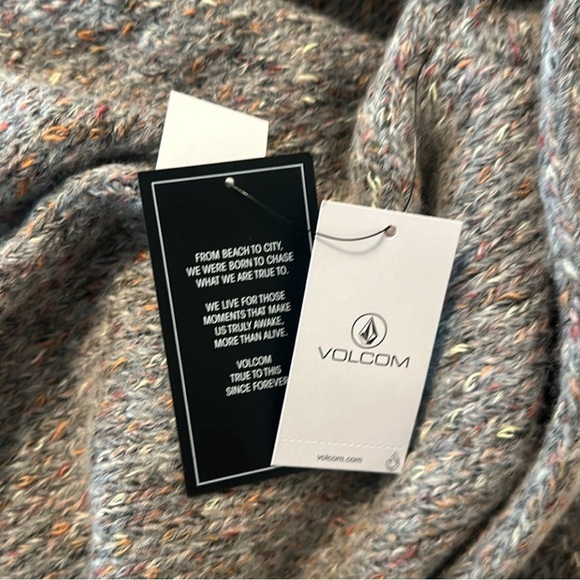 FROM BEACH TO CITY,
WE WERE BORN TO CHASE
WHAT WE ARE TRUE TO.
WE LIVE FOR THOSE
MOMENTS THAT MAKE
US TRULY AWAKE,
MORE THAN ALIVE.
VOLCOM
TRUE TO THIS
SINCE FOREVER
VOLCOM
volcom.com